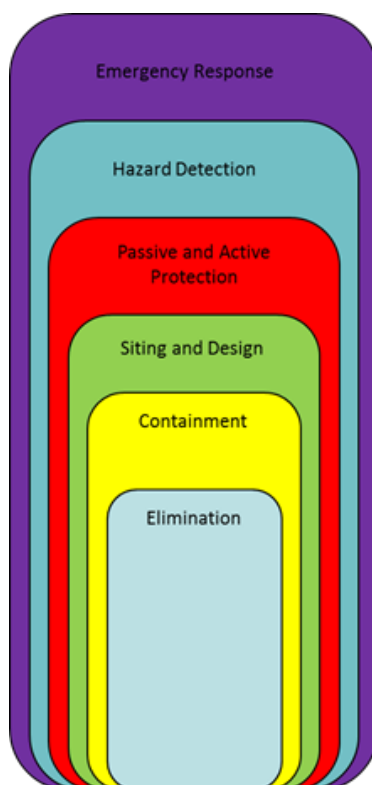 Emergency Response
Hazard Detection
Passive and Active
Protection
Siting and Design
Containment
Elimination